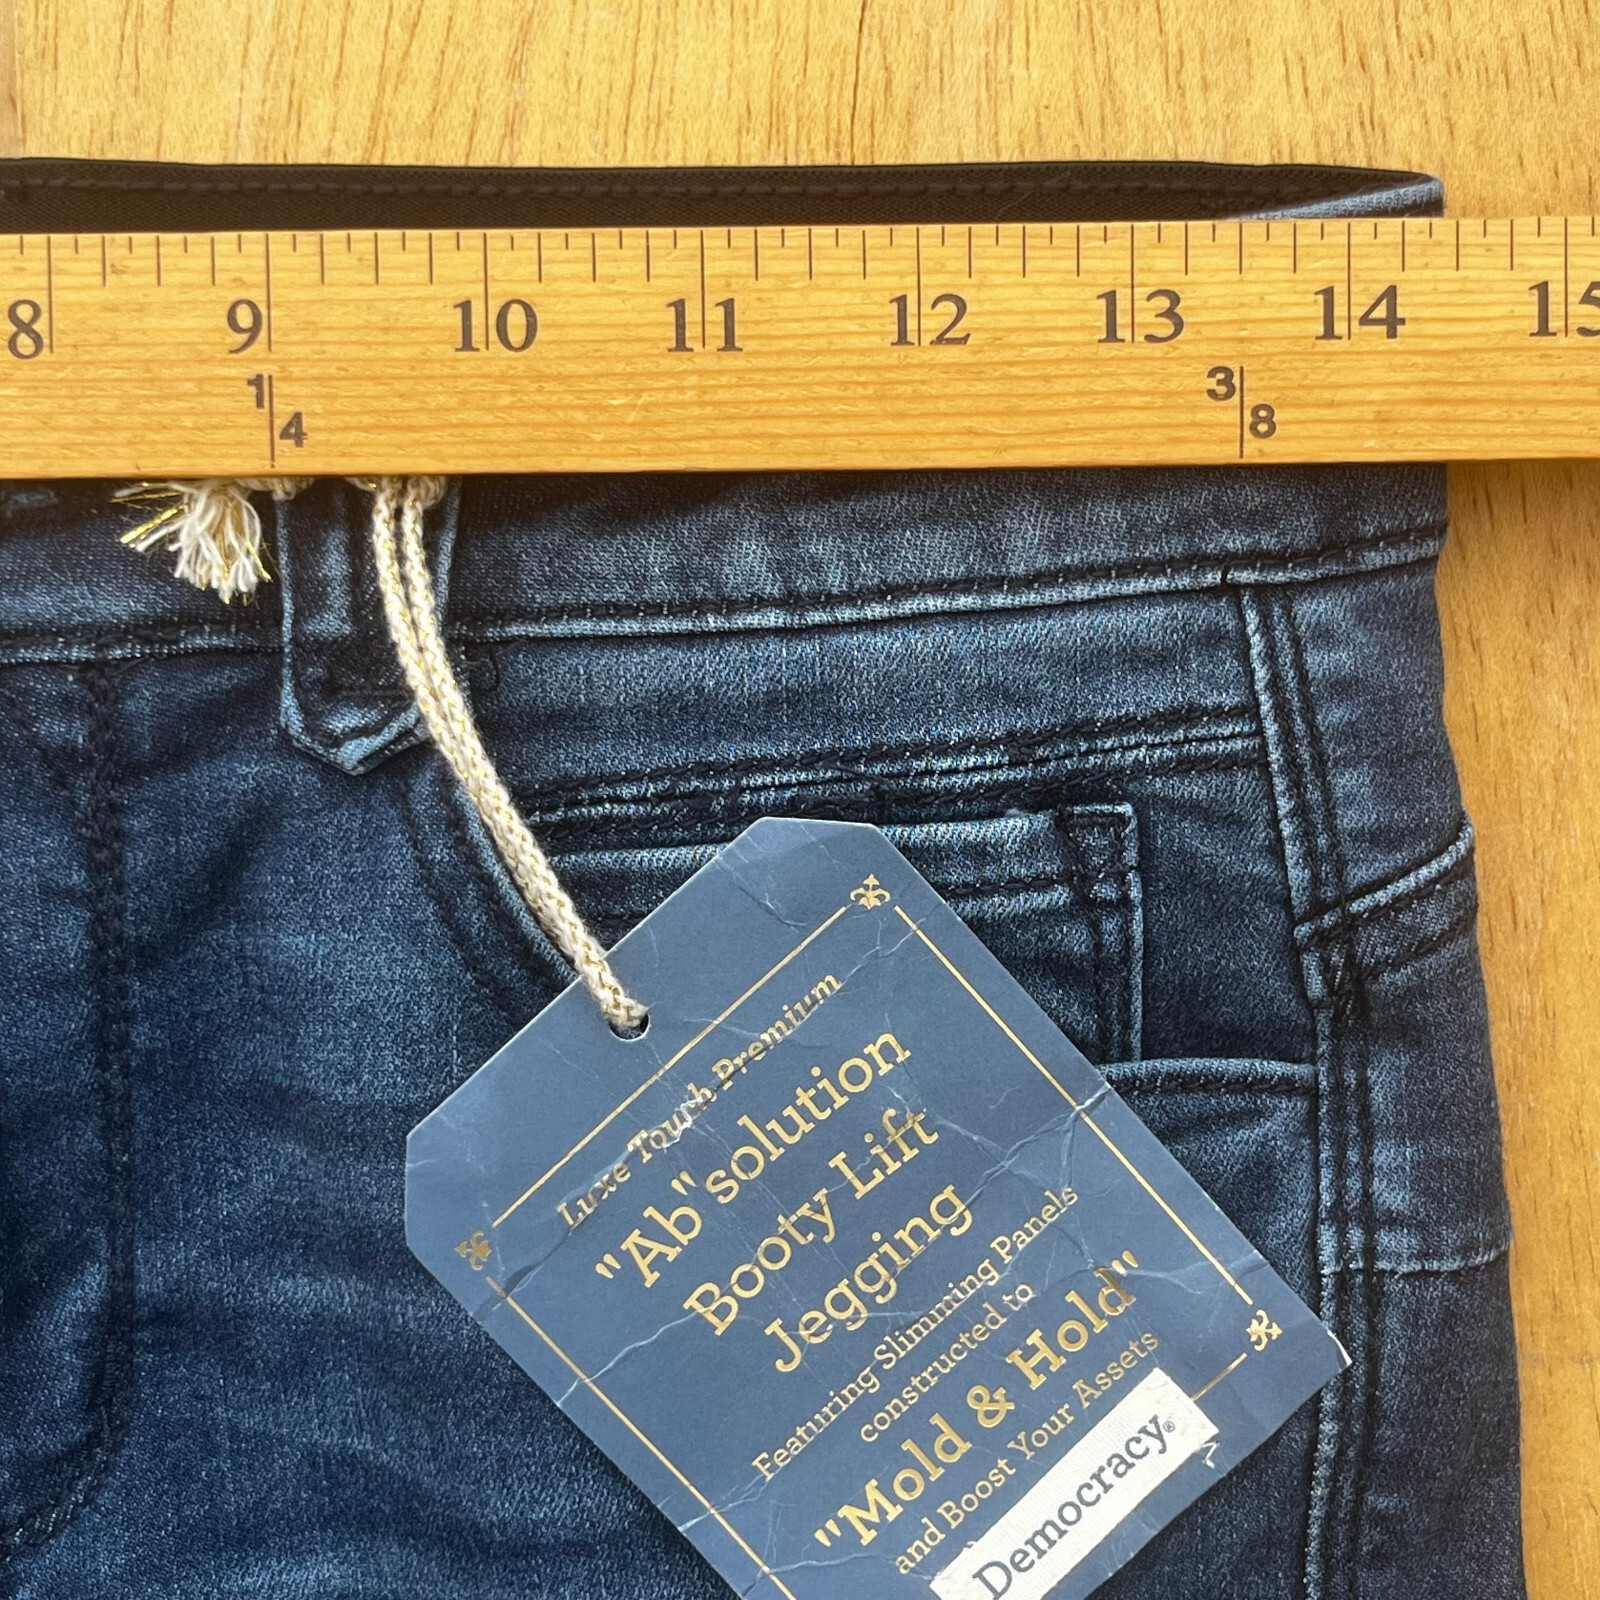 8 9 10 11 12 13 14 15
1 4 3 8
Luxe Touch Premium
"Ab"solution
Booty Lift
Jegging
Featuring Slimming Panels
constructed to
"Mold & Hold"
and Boost Your Assets
Democracy®